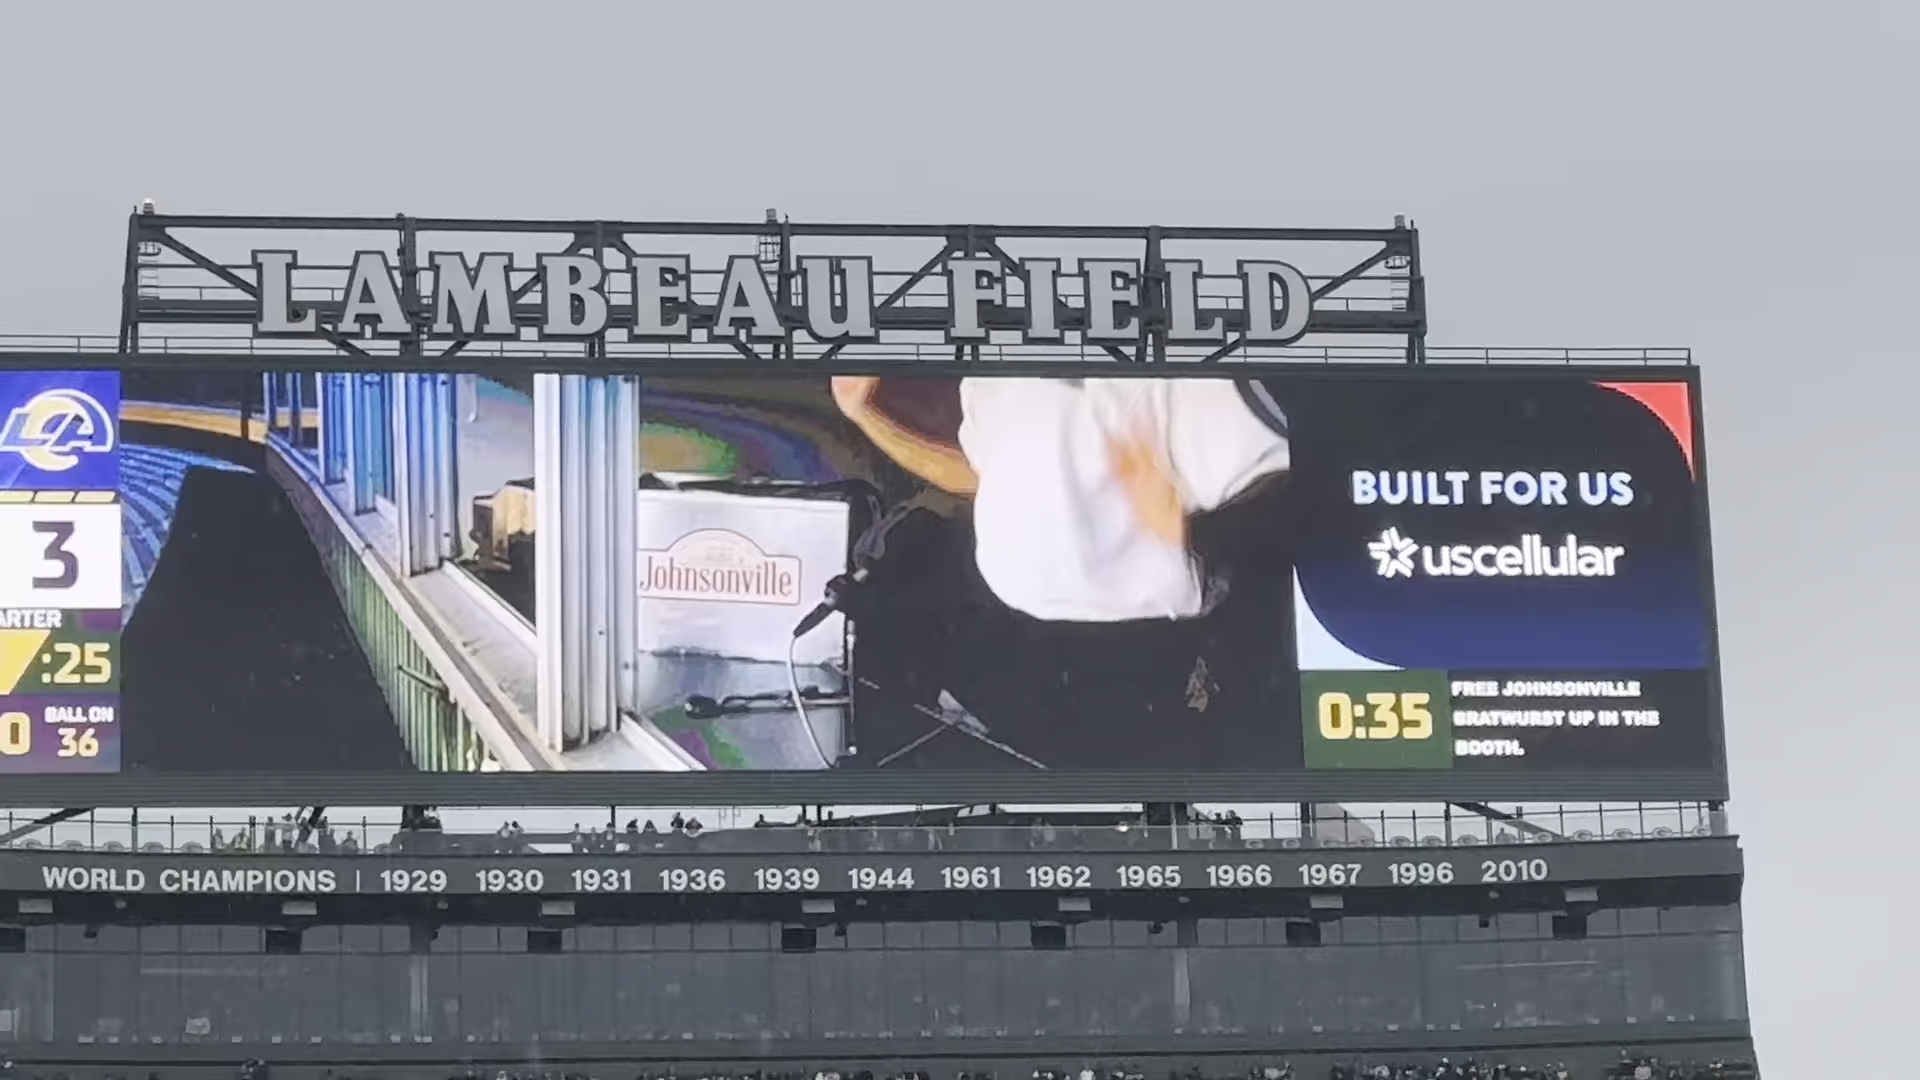 LAMBEAU FIELD
LA
3
ARTER
:25
0
BALL ON
36
Johnsonville
BUILT FOR US
uscellular
0:35
FREE JOHNSONVILLE
BRATWURST UP IN THE
BOOTH.
WORLD CHAMPIONS | 1929 1930 1931 1936 1939 1944 1961 1962 1965 1966 1967 1996 2010